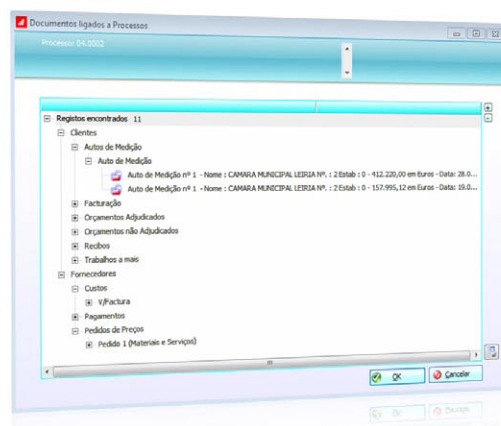 Documentos ligados a Processos
Processo: 04.0002
Registos encontrados 11
Clientes
Autos de Medição
Auto de Medição
Auto de Medição nº 1 - Nome : CAMARA MUNICIPAL LEIRIA Nº. : 2 Estab : 0 - 412.220,00 em Euros - Data: 28.0...
Auto de Medição nº 1 - Nome : CAMARA MUNICIPAL LEIRIA Nº. : 2 Estab : 0 - 157.995,12 em Euros - Data: 19.0...
Facturação
Orçamentos Adjudicados
Orçamentos não Adjudicados
Recibos
Trabalhos a mais
Fornecedores
Custos
V/Factura
Pagamentos
Pedidos de Preços
Pedido 1 (Materiais e Serviços)
OK Cancelar